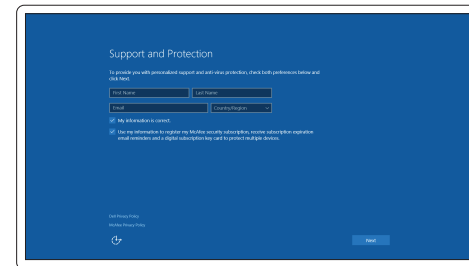 Support and Protection
To provide you with personalized support and anti-virus protection, check both preferences below and
click Next.
First Name Last Name
Email Country/Region
My information is correct.
Use my information to register my McAfee security subscription, receive subscription expiration
email reminders and a digital subscription key card to protect multiple devices.
Dell Privacy Policy
McAfee Privacy Policy
Next